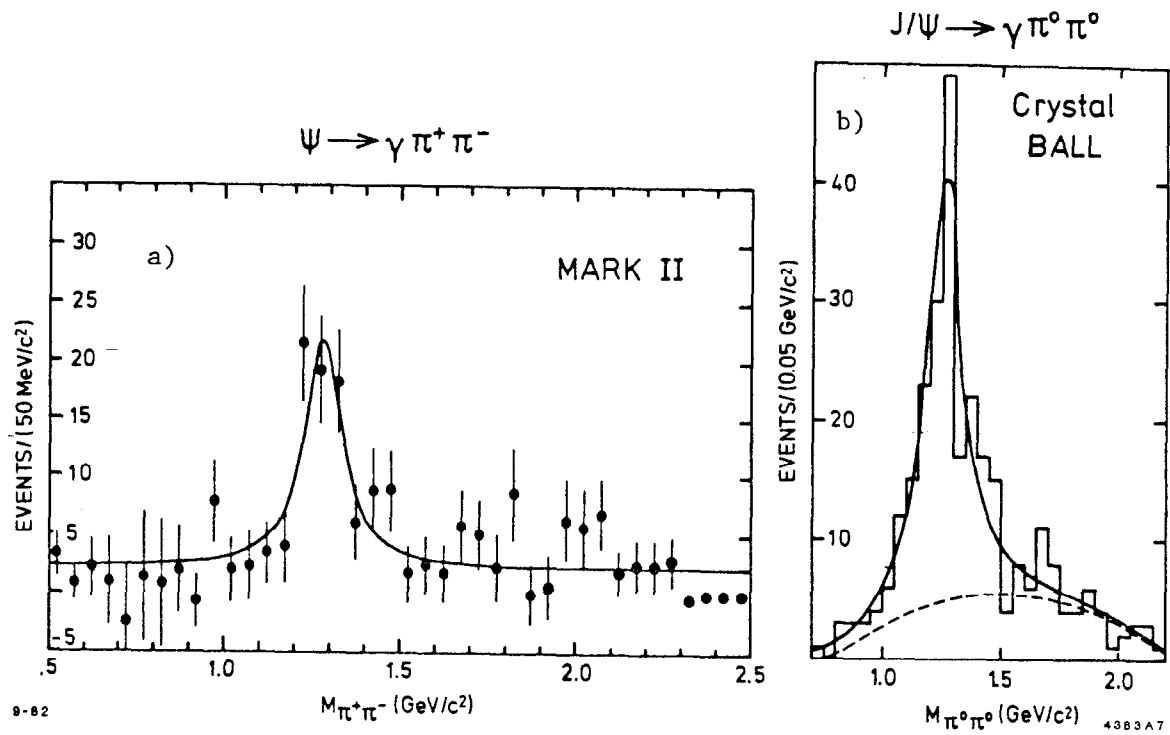 J/Ψ → γ π° π°
Ψ → γ π⁺ π⁻
a)
MARK II
EVENTS/(50 MeV/c²)
30
25
20
15
10
5
-5
.5 1.0 1.5 2.0 2.5
M π⁺π⁻ (GeV/c²)
9-82
b)
Crystal
BALL
EVENTS/(0.05 GeV/c²)
40
30
20
10
1.0 1.5 2.0
M π°π° (GeV/c²)
4383A7